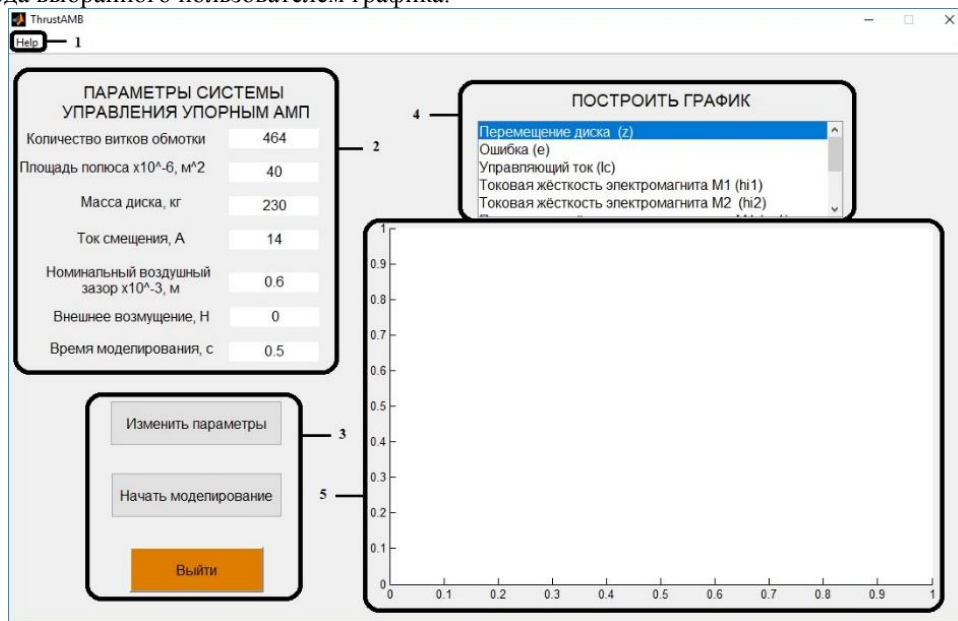 выбранного пользователем графика.
ThrustAMB
Help
1
ПАРАМЕТРЫ СИСТЕМЫ
УПРАВЛЕНИЯ УПОРНЫМ АМП
Количество витков обмотки 464
Площадь полюса x10^-6, м^2 40
Масса диска, кг 230
Ток смещения, А 14
Номинальный воздушный
зазор x10^-3, м 0.6
Внешнее возмущение, Н 0
Время моделирования, с 0.5
2
Изменить параметры
Начать моделирование
Выйти
3
4
ПОСТРОИТЬ ГРАФИК
Перемещение диска (z)
Ошибка (e)
Управляющий ток (Ic)
Токовая жёсткость электромагнита M1 (hi1)
Токовая жёсткость электромагнита M2 (hi2)
5
1
0.9
0.8
0.7
0.6
0.5
0.4
0.3
0.2
0.1
0
0 0.1 0.2 0.3 0.4 0.5 0.6 0.7 0.8 0.9 1